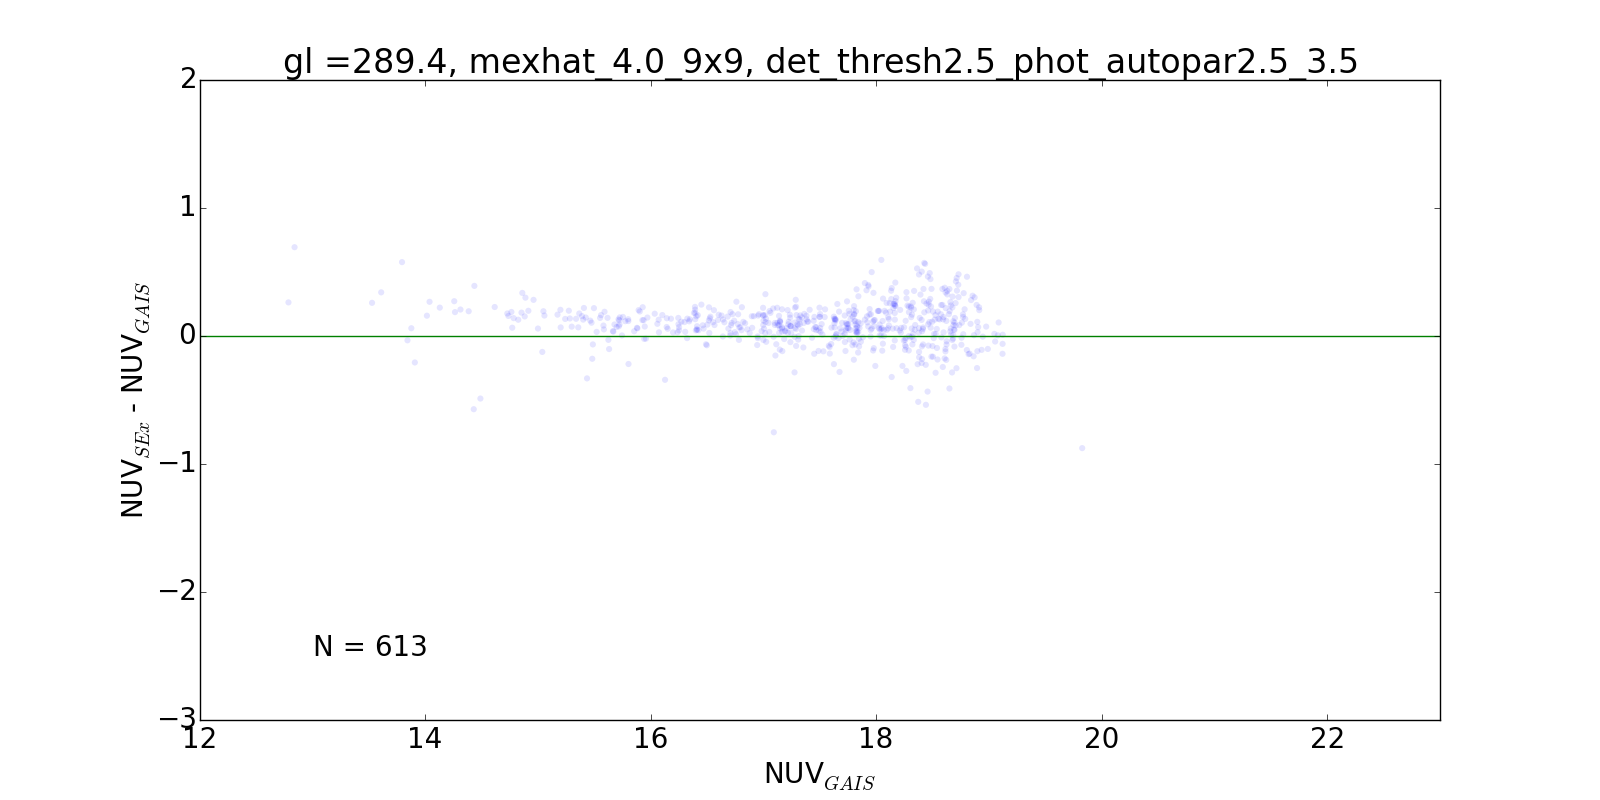 gl =289.4, mexhat_4.0_9x9, det_thresh2.5_phot_autopar2.5_3.5
2
1
0
−1
−2
−3
NUV_SEx - NUV_GAIS
N = 613
12 14 16 18 20 22
NUV_GAIS